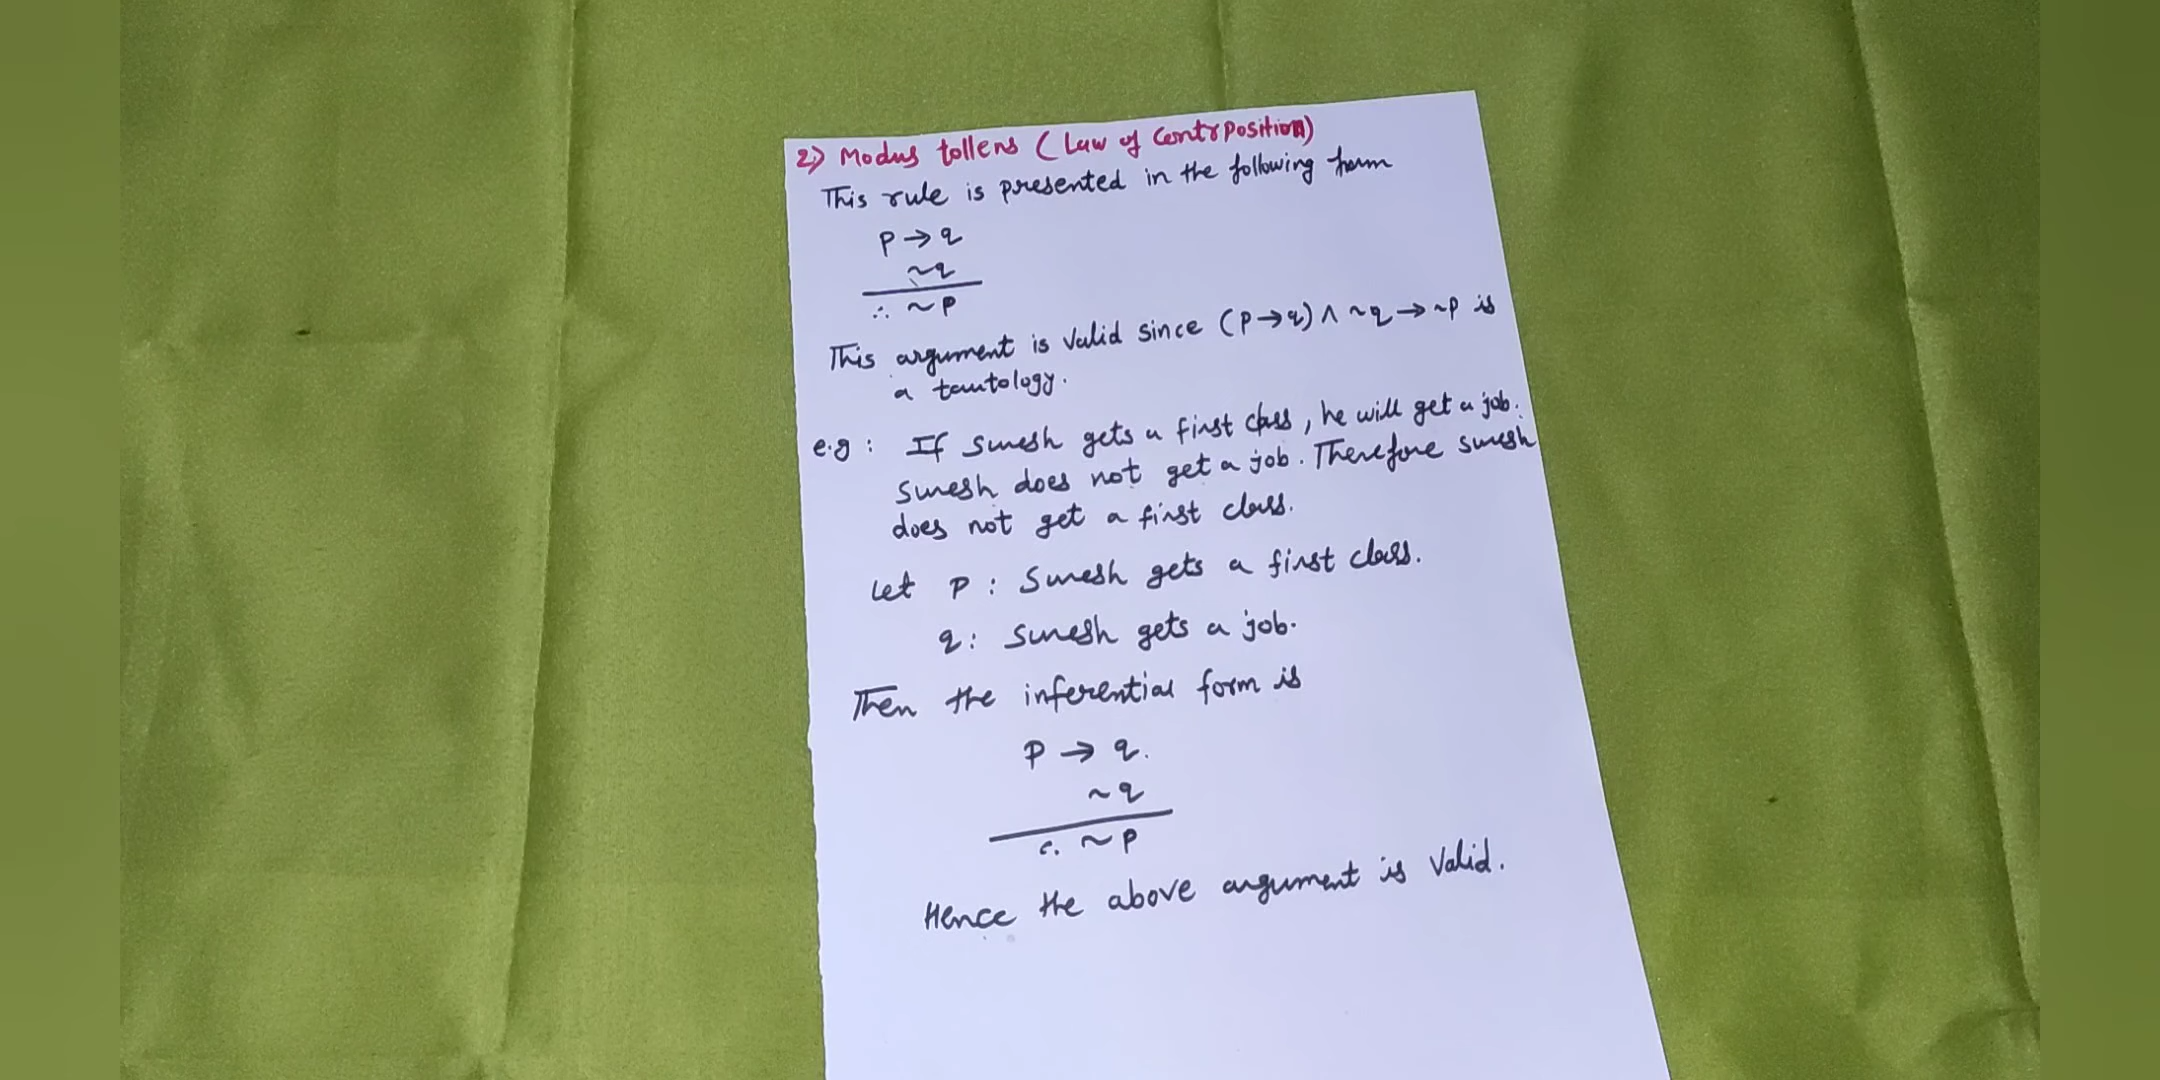 2) Modus tollens (Law of Contrposition)
This rule is presented in the following form
p → q
~q
∴ ~p
This argument is valid since (p → q) ∧ ~q → ~p is
a tautology.
e.g : If Suresh gets a first class, he will get a job.
Suresh does not get a job. Therefore suresh
does not get a first class.
Let p : Suresh gets a first class.
q : Suresh gets a job.
Then the inferential form is
p → q.
~q
∴ ~p
Hence the above argument is valid.